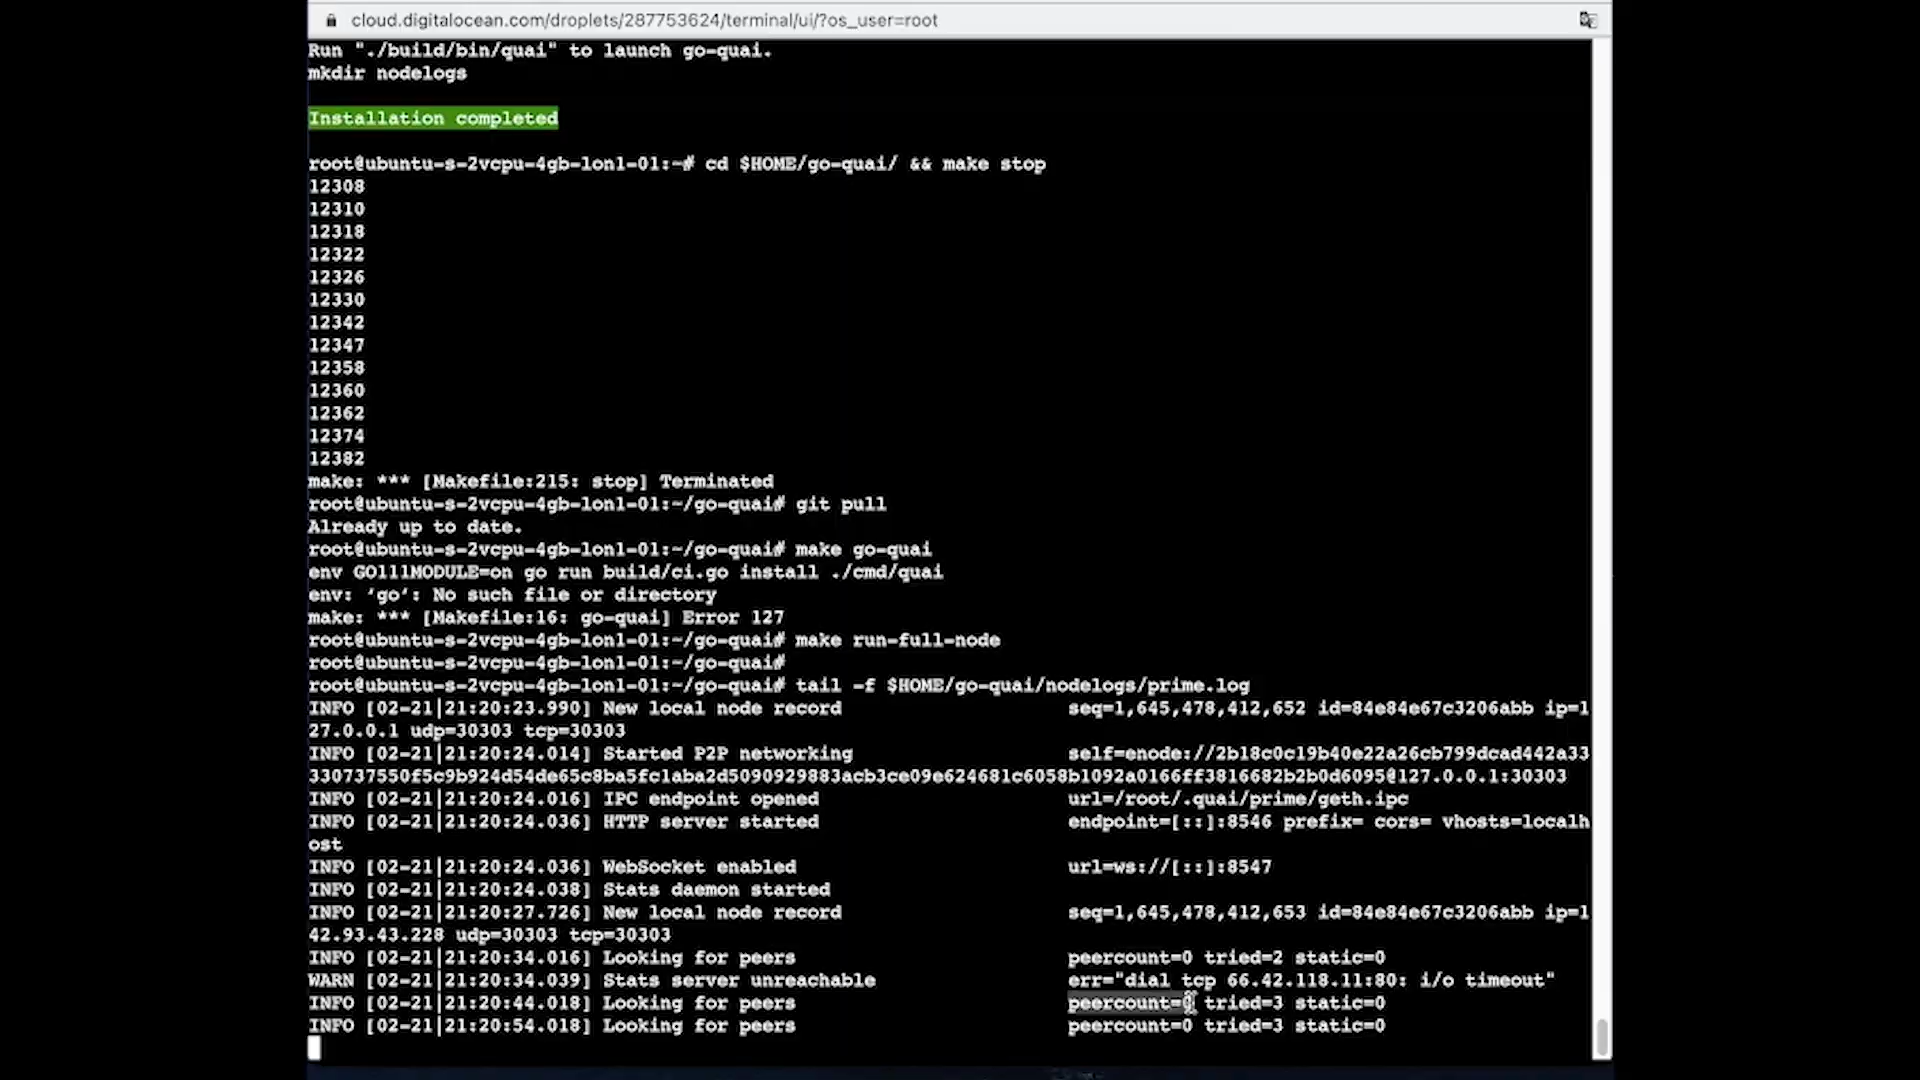 cloud.digitalocean.com/droplets/287753624/terminal/ui/?os_user=root
Run "./build/bin/quai" to launch go-quai.
mkdir nodelogs
Installation completed
root@ubuntu-s-2vcpu-4gb-lon1-01:~# cd $HOME/go-quai/ && make stop
12308
12310
12318
12322
12326
12330
12342
12347
12358
12360
12362
12374
12382
make: *** [Makefile:215: stop] Terminated
root@ubuntu-s-2vcpu-4gb-lon1-01:~/go-quai# git pull
Already up to date.
root@ubuntu-s-2vcpu-4gb-lon1-01:~/go-quai# make go-quai
env GO111MODULE=on go run build/ci.go install ./cmd/quai
env: ‘go’: No such file or directory
make: *** [Makefile:16: go-quai] Error 127
root@ubuntu-s-2vcpu-4gb-lon1-01:~/go-quai# make run-full-node
root@ubuntu-s-2vcpu-4gb-lon1-01:~/go-quai#
root@ubuntu-s-2vcpu-4gb-lon1-01:~/go-quai# tail -f $HOME/go-quai/nodelogs/prime.log
INFO [02-21|21:20:23.990] New local node record seq=1,645,478,412,652 id=84e84e67c3206abb ip=1
27.0.0.1 udp=30303 tcp=30303
INFO [02-21|21:20:24.014] Started P2P networking self=enode://2b18c0c19b40e22a26cb799dcad442a33
330737550f5c9b924d54de65c8ba5fc1aba2d5090929883acb3ce09e624681c6058b1092a0166ff3816682b2b0d6095@127.0.0.1:30303
INFO [02-21|21:20:24.016] IPC endpoint opened url=/root/.quai/prime/geth.ipc
INFO [02-21|21:20:24.036] HTTP server started endpoint=[::]:8546 prefix= cors= vhosts=localh
ost
INFO [02-21|21:20:24.036] WebSocket enabled url=ws://[::]:8547
INFO [02-21|21:20:24.038] Stats daemon started
INFO [02-21|21:20:27.726] New local node record seq=1,645,478,412,653 id=84e84e67c3206abb ip=1
42.93.43.228 udp=30303 tcp=30303
INFO [02-21|21:20:34.016] Looking for peers peercount=0 tried=2 static=0
WARN [02-21|21:20:34.039] Stats server unreachable err="dial tcp 66.42.118.11:80: i/o timeout"
INFO [02-21|21:20:44.018] Looking for peers peercount=0 tried=3 static=0
INFO [02-21|21:20:54.018] Looking for peers peercount=0 tried=3 static=0